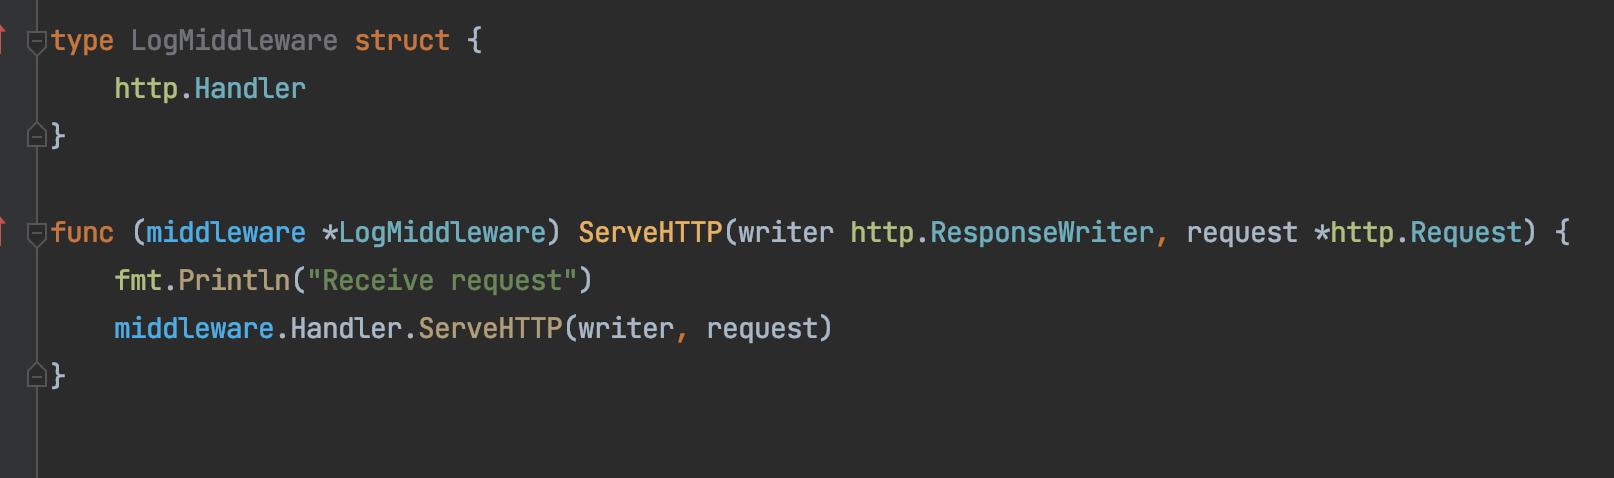 type LogMiddleware struct {
    http.Handler
}
func (middleware *LogMiddleware) ServeHTTP(writer http.ResponseWriter, request *http.Request) {
    fmt.Println("Receive request")
    middleware.Handler.ServeHTTP(writer, request)
}